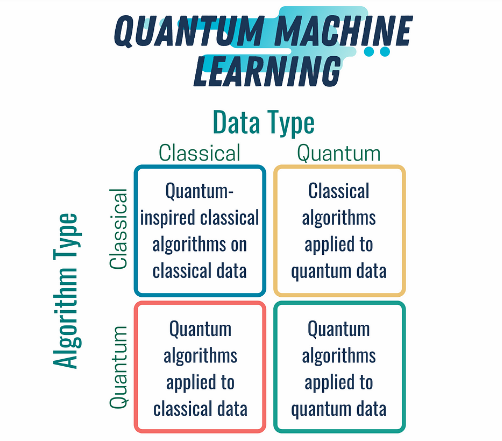 QUANTUM MACHINE
LEARNING
Data Type
Classical
Quantum
Algorithm Type
Classical
Quantum-
inspired classical
algorithms on
classical data
Classical
algorithms
applied to
quantum data
Quantum
Quantum
algorithms
applied to
classical data
Quantum
algorithms
applied to
quantum data